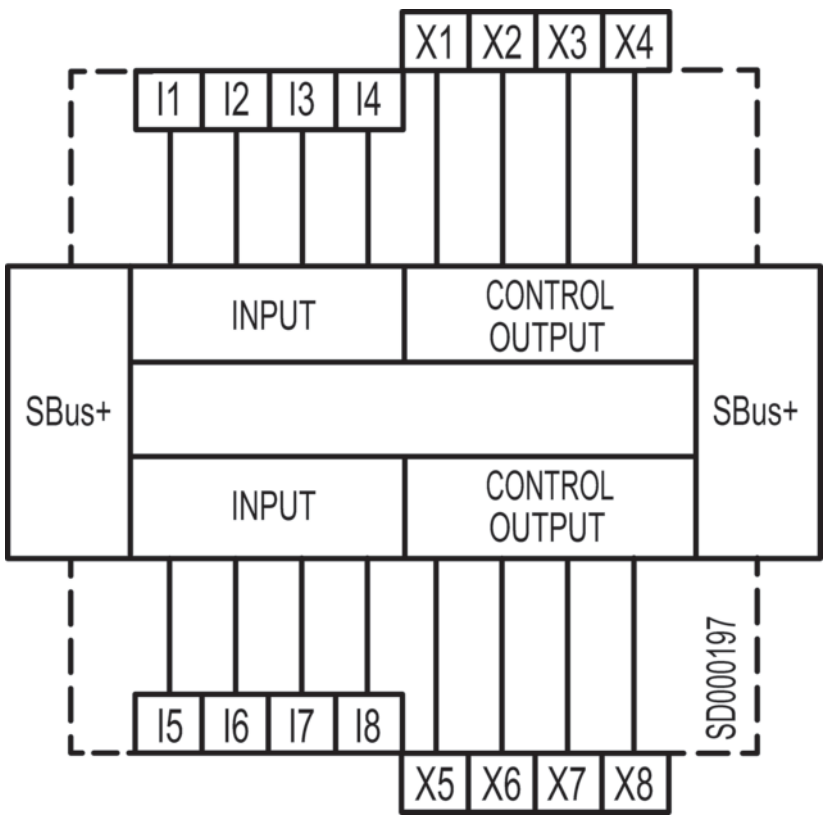 X1 X2 X3 X4
I1 I2 I3 I4
INPUT
CONTROL
OUTPUT
SBus+
SBus+
INPUT
CONTROL
OUTPUT
SD000197
I5 I6 I7 I8
X5 X6 X7 X8